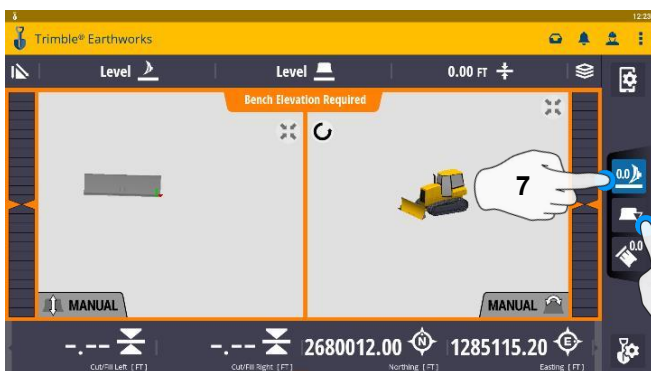 12:23
Trimble® Earthworks
Level Level 0.00 FT
Bench Elevation Required
7
0.0
0.0
MANUAL MANUAL
-.-- -.-- 2680012.00 N 1285115.20 E
Cut/Fill Left [FT] Cut/Fill Right [FT] Northing [FT] Easting [FT]